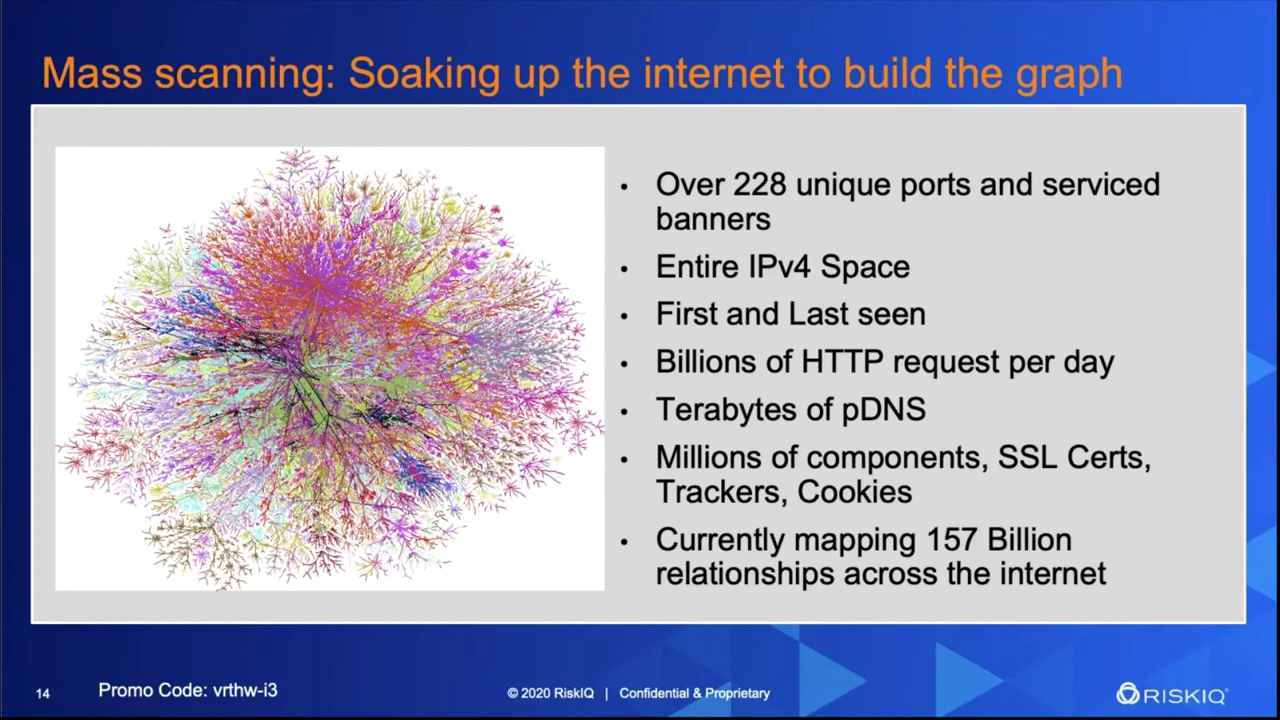 Mass scanning: Soaking up the internet to build the graph
• Over 228 unique ports and serviced
banners
• Entire IPv4 Space
• First and Last seen
• Billions of HTTP request per day
• Terabytes of pDNS
• Millions of components, SSL Certs,
Trackers, Cookies
• Currently mapping 157 Billion
relationships across the internet
14
Promo Code: vrthw-i3
© 2020 RiskIQ | Confidential & Proprietary
RISKIQ